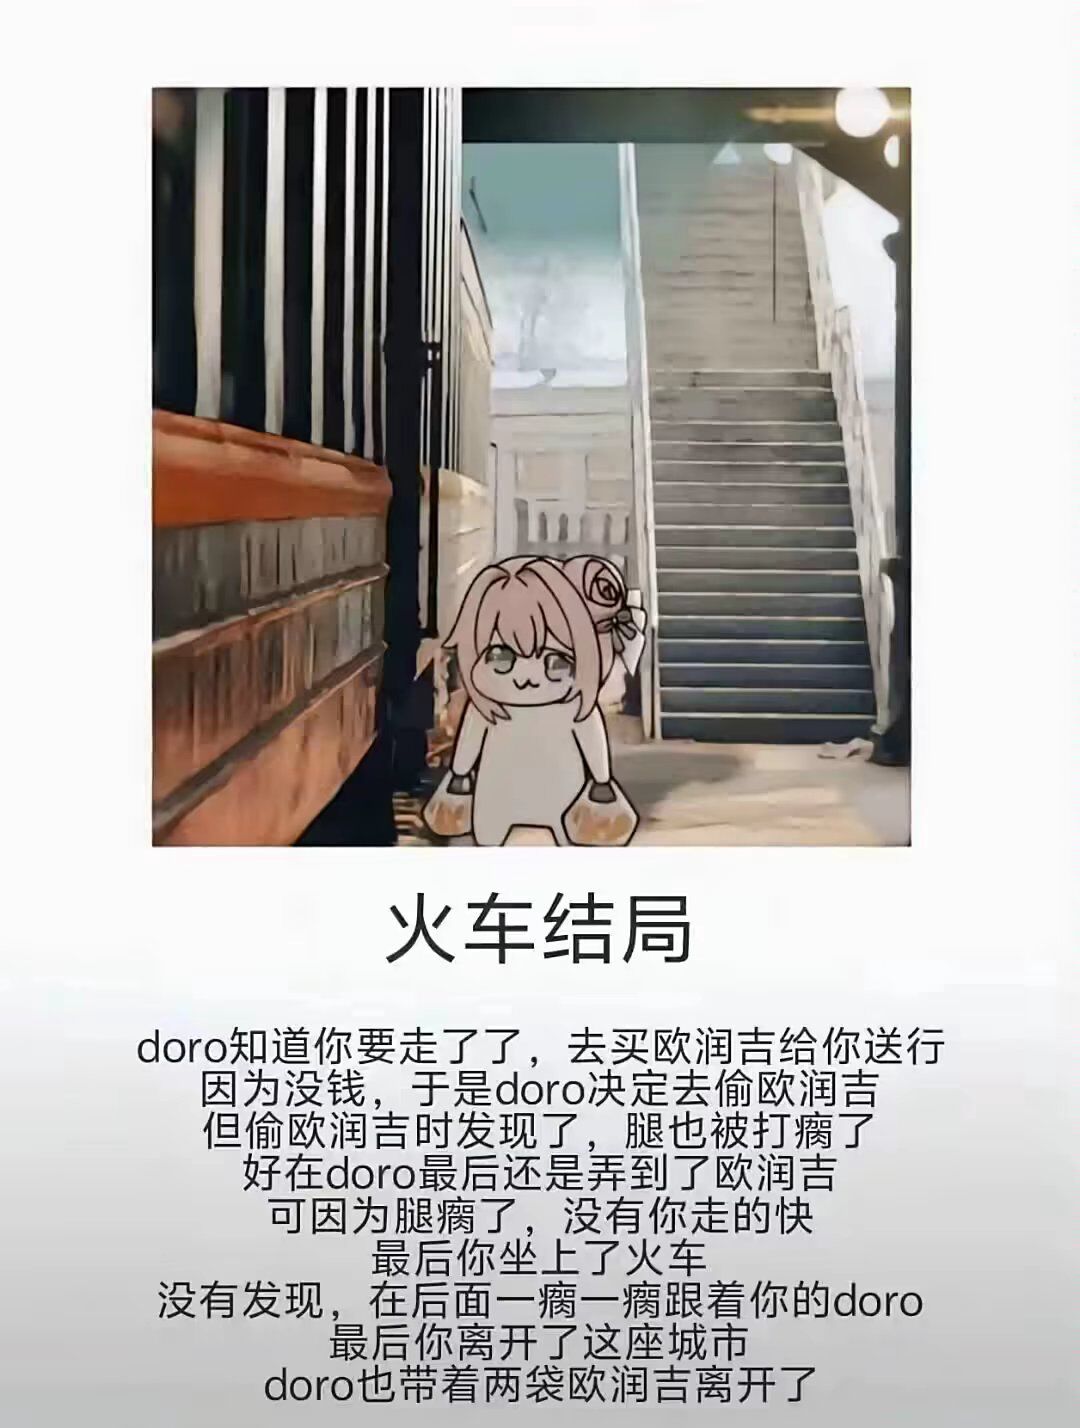 火车结局
doro知道你要走了了，去买欧润吉给你送行
因为没钱，于是doro决定去偷欧润吉
但偷欧润吉时发现了，腿也被打瘸了
好在doro最后还是弄到了欧润吉
可因为腿瘸了，没有你走的快
最后你坐上了火车
没有发现，在后面一瘸一瘸跟着你的doro
最后你离开了这座城市
doro也带着两袋欧润吉离开了